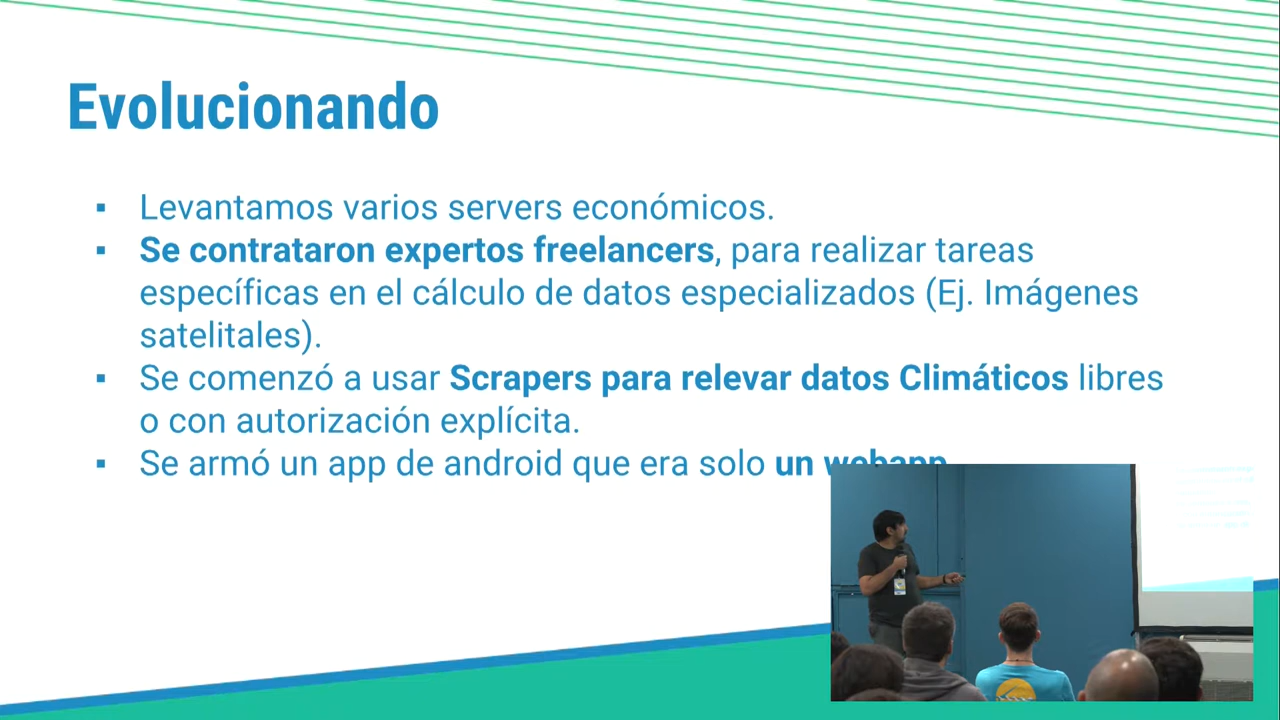 Evolucionando
▪ Levantamos varios servers económicos.
▪ Se contrataron expertos freelancers, para realizar tareas
específicas en el cálculo de datos especializados (Ej. Imágenes
satelitales).
▪ Se comenzó a usar Scrapers para relevar datos Climáticos libres
o con autorización explícita.
▪ Se armó un app de android que era solo un webapp